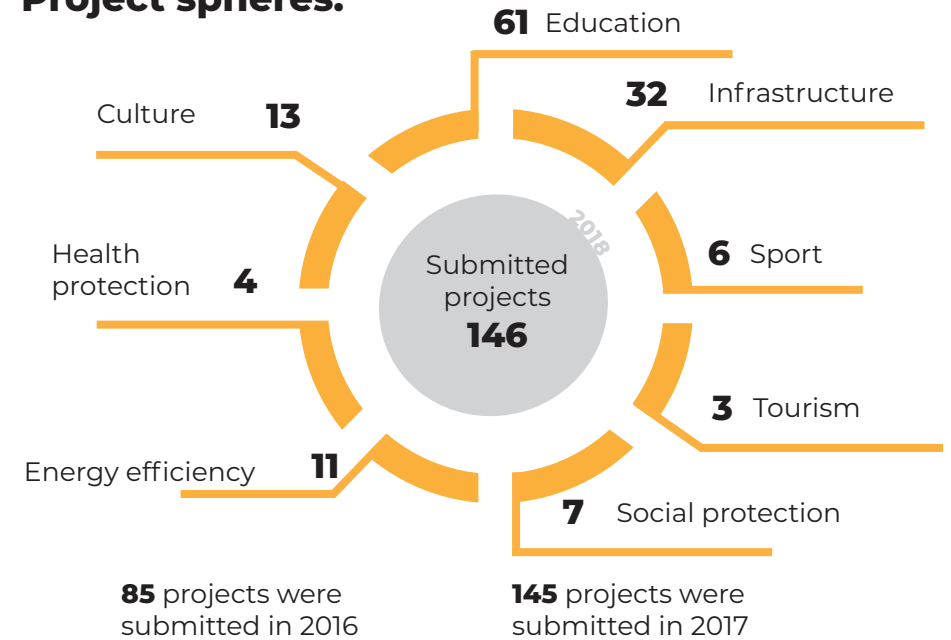 Project spheres:
61 Education
32 Infrastructure
Culture 13
2018
Health
protection 4
6 Sport
Submitted
projects
146
3 Tourism
Energy efficiency 11
7 Social protection
85 projects were
submitted in 2016
145 projects were
submitted in 2017